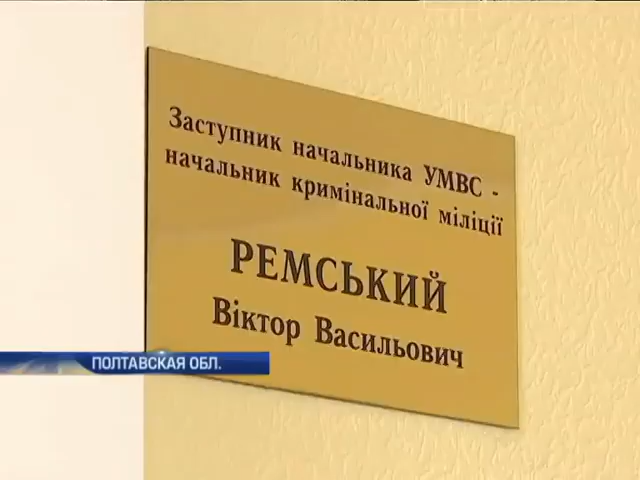 Заступник начальника УМВС -
начальник кримінальної міліції
РЕМСЬКИЙ
Віктор Васильович
ПОЛТАВСКАЯ ОБЛ.